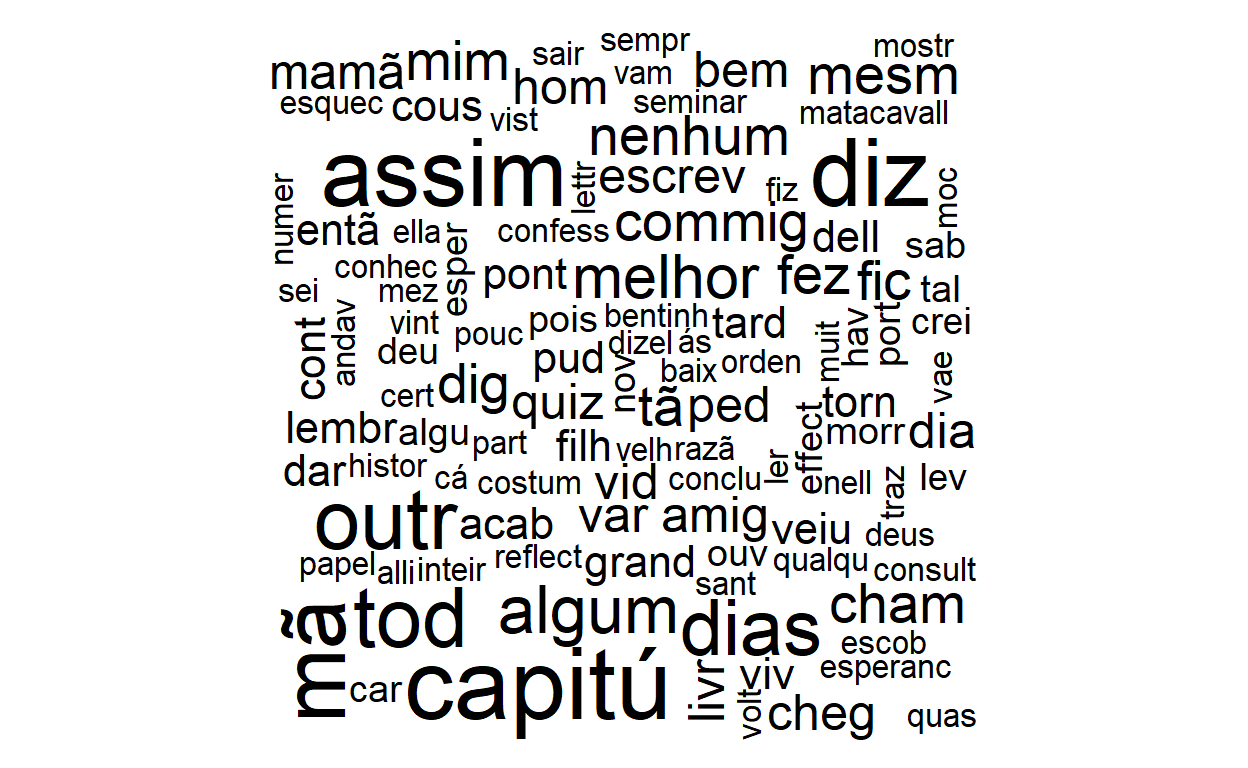 mamã mim sair sempr vam bem mostr
esquec cous hom vist seminar mesm
matacavall
nenhum
assim lettr escrev fiz diz moc
numer entã ella confess commig dell sab
conhec esper pont melhor fez fic tal
sei mez
cont andav vint pouc pois bentinh tard muit hav port crei
deu pud dizel ás baix orden vae
cert dig quiz nov tã ped effect torn
lembr algu part filh velh razã ler morr dia
dar histor cá costum vid conclu nell traz lev
outr acab var amig veiu deus
papel alli inteir reflect grand ouv qualqu consult
sant
mã tod algum dias cham
escob
car capitú livr viv esperanc
volt cheg quas